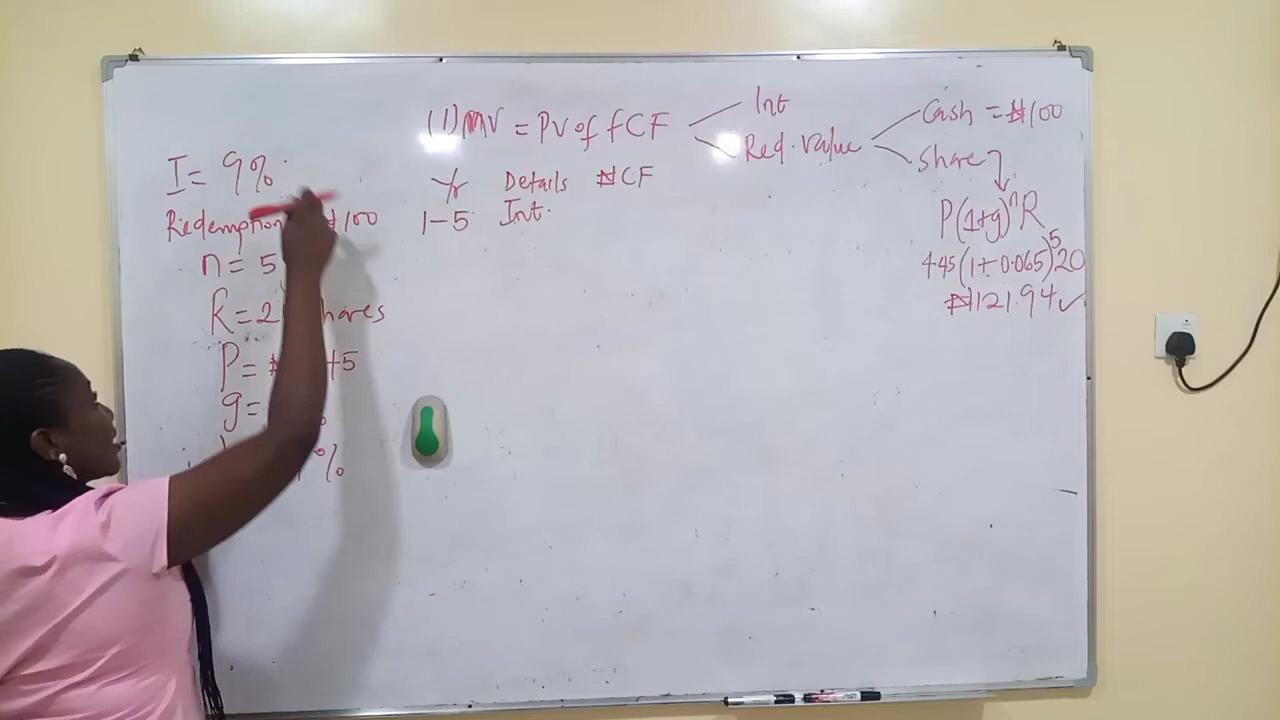 (1) MV = PV of fCF
Int
Red. Value
Cash = ₦100
Share
P(1+g)ⁿR
4.45(1+0.065)⁵20
₦121.94✓
I = 9%
Redemption ₦100
n = 5
R = 2 shares
P =
g =
%
Yr Details ₦CF
1-5 Int.